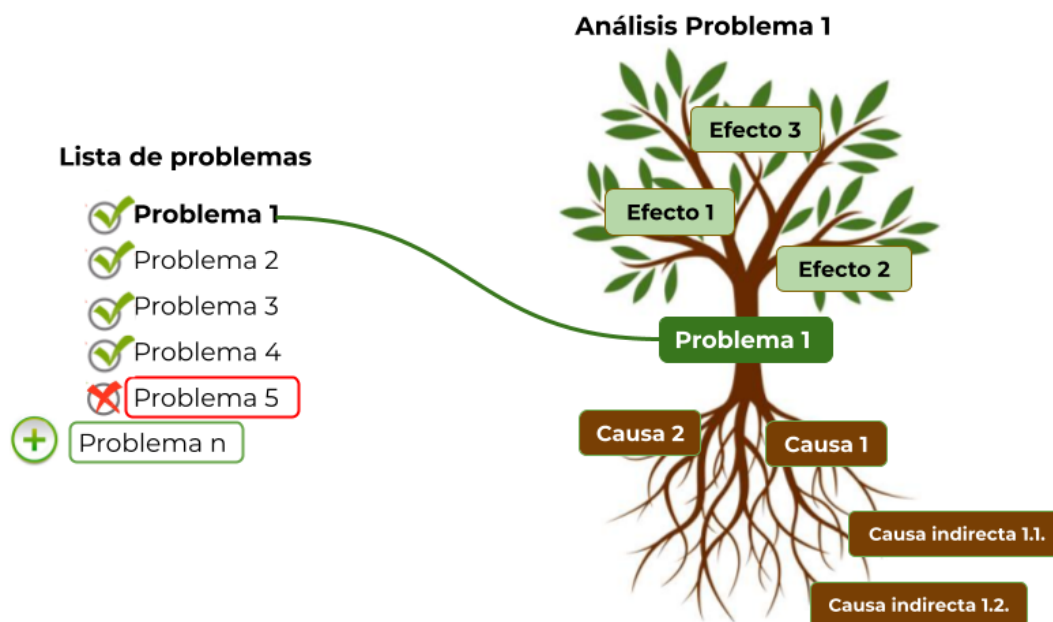 Análisis Problema 1
Lista de problemas
Problema 1
Problema 2
Problema 3
Problema 4
Problema 5
Problema n
Efecto 3
Efecto 1
Efecto 2
Problema 1
Causa 2
Causa 1
Causa indirecta 1.1.
Causa indirecta 1.2.